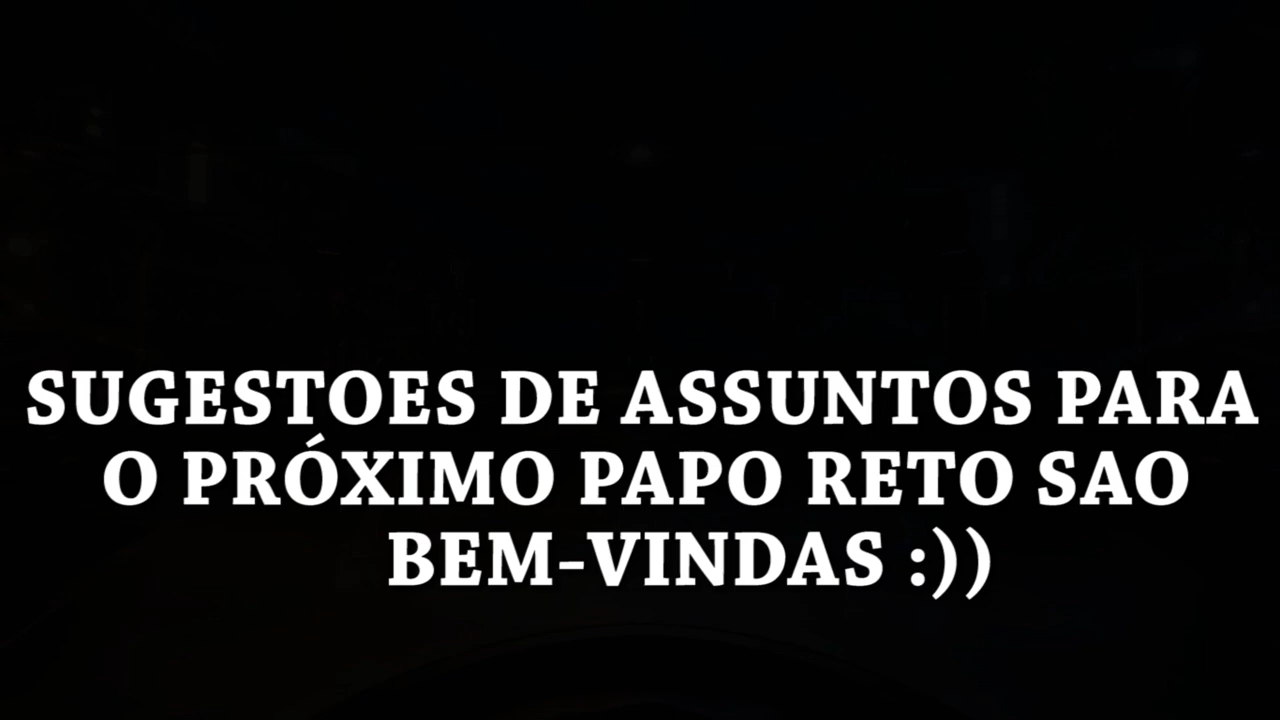 SUGESTOES DE ASSUNTOS PARA
O PRÓXIMO PAPO RETO SAO
BEM-VINDAS :))